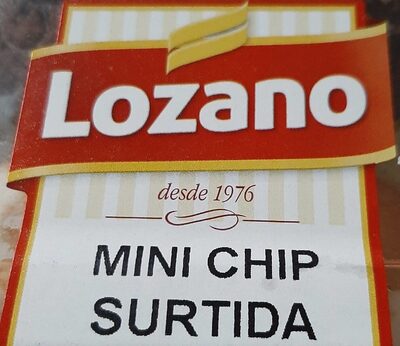 Lozano
desde 1976
MINI CHIP
SURTIDA